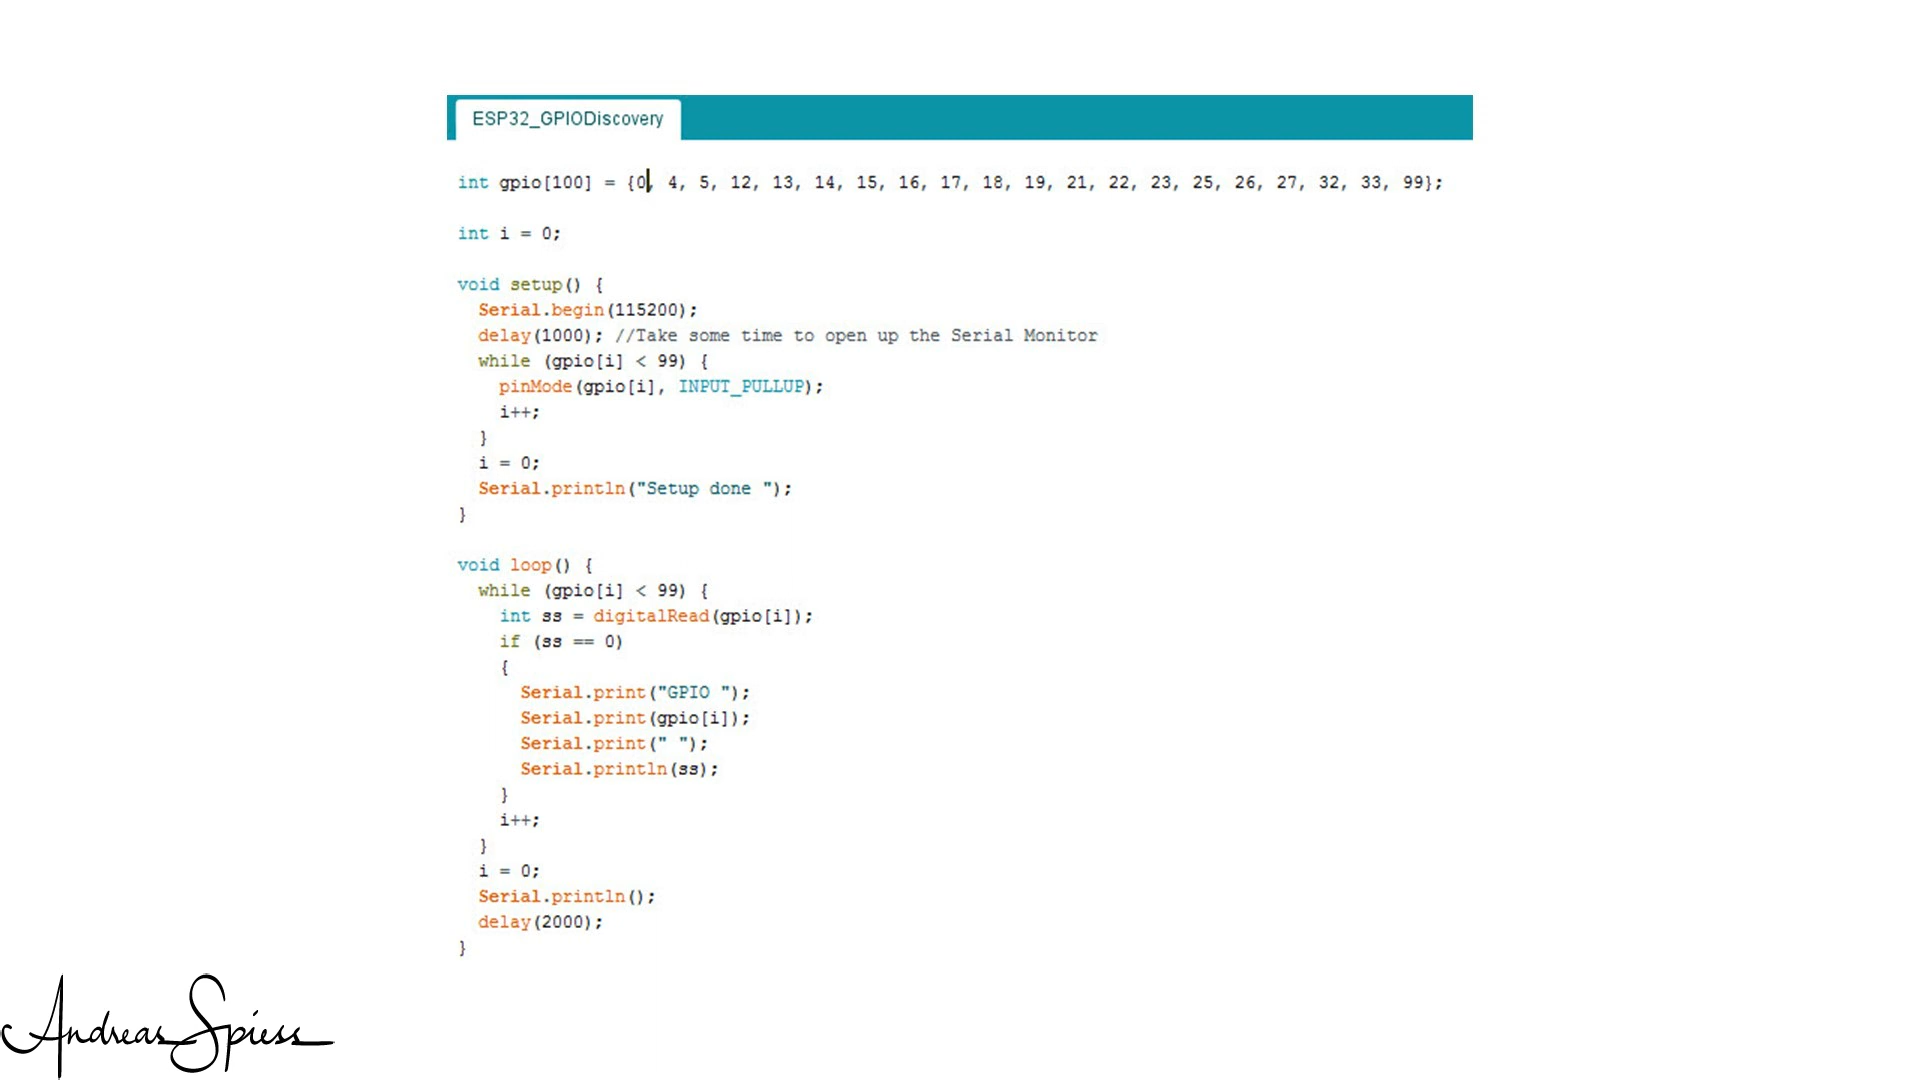 ESP32_GPIODiscovery
int gpio[100] = {0, 4, 5, 12, 13, 14, 15, 16, 17, 18, 19, 21, 22, 23, 25, 26, 27, 32, 33, 99};
int i = 0;
void setup() {
  Serial.begin(115200);
  delay(1000); //Take some time to open up the Serial Monitor
  while (gpio[i] < 99) {
    pinMode(gpio[i], INPUT_PULLUP);
    i++;
  }
  i = 0;
  Serial.println("Setup done ");
}
void loop() {
  while (gpio[i] < 99) {
    int ss = digitalRead(gpio[i]);
    if (ss == 0)
    {
      Serial.print("GPIO ");
      Serial.print(gpio[i]);
      Serial.print(" ");
      Serial.println(ss);
    }
    i++;
  }
  i = 0;
  Serial.println();
  delay(2000);
}
Andreas Spiess